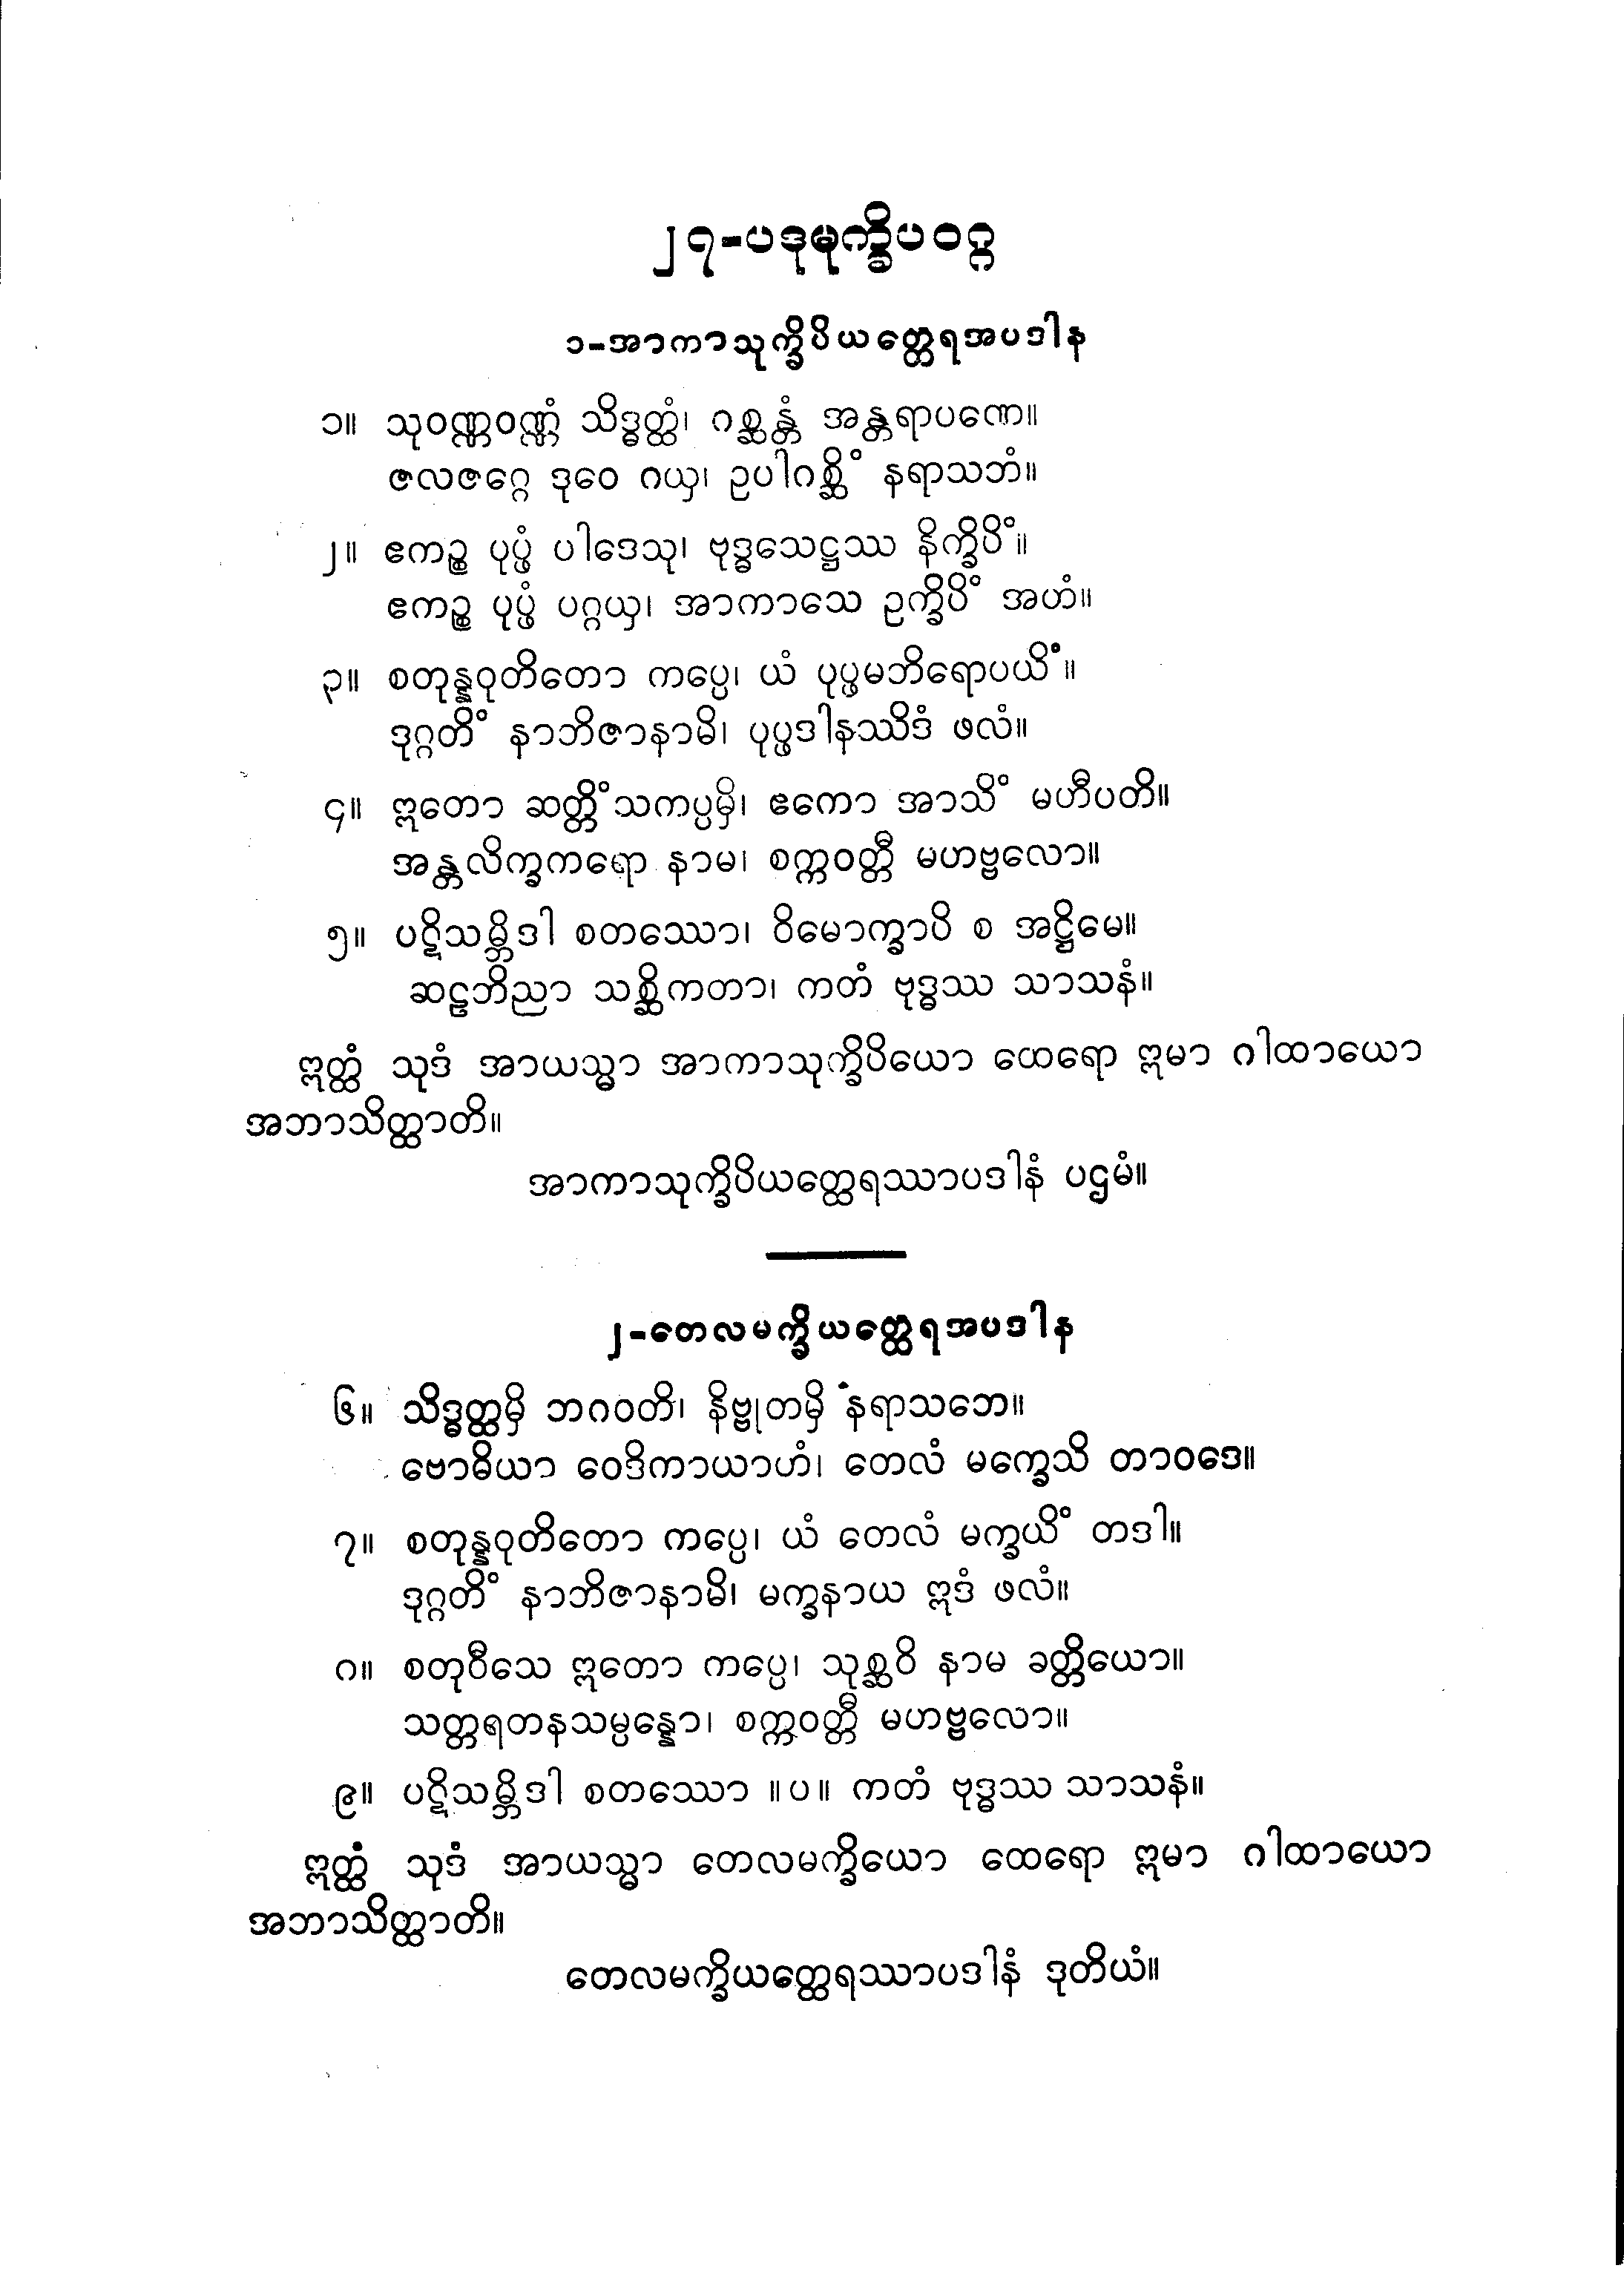 ၂၇-ပဒုမုက္ခိပဝဂ္ဂ
၁-အာကာသုက္ခိပိယတ္ထေရအပဒါန
၁။ သုဝဏ္ဏဝဏ္ဏံ သိဒ္ဓတ္ထံ၊ ဂစ္ဆန္တံ အန္တရာပဏေ။
ဇလဇဂ္ဂေ ဒုဝေ ဂယှ၊ ဥပါဂစ္ဆိံ နရာသဘံ။
၂။ ဧကဉ္စ ပုပ္ဖံ ပါဒေသု၊ ဗုဒ္ဓသေဋ္ဌဿ နိက္ခိပိံ။
ဧကဉ္စ ပုပ္ဖံ ပဂ္ဂယှ၊ အာကာသေ ဥက္ခိပိံ အဟံ။
၃။ စတုန္နဝုတိတော ကပ္ပေ၊ ယံ ပုပ္ဖမဘိရောပယိံ။
ဒုဂ္ဂတိံ နာဘိဇာနာမိ၊ ပုပ္ဖဒါနဿိဒံ ဖလံ။
၄။ ဣတော ဆတ္တိံသကပ္ပမှိ၊ ဧကော အာသိံ မဟီပတိ။
အန္တလိက္ခကရော နာမ၊ စက္ကဝတ္တီ မဟဗ္ဗလော။
၅။ ပဋိသမ္ဘိဒါ စတဿော၊ ဝိမောက္ခာပိ စ အဋ္ဌိမေ။
ဆဠဘိညာ သစ္ဆိကတာ၊ ကတံ ဗုဒ္ဓဿ သာသနံ။
ဣတ္ထံ သုဒံ အာယသ္မာ အာကာသုက္ခိပိယော ထေရော ဣမာ ဂါထာယော
အဘာသိတ္ထာတိ။
အာကာသုက္ခိပိယတ္ထေရဿာပဒါနံ ပဌမံ။
၂-တေလမက္ခိယတ္ထေရအပဒါန
၆။ သိဒ္ဓတ္ထမှိ ဘဂဝတိ၊ နိဗ္ဗုတမှိ နရာသဘေ။
ဗောဓိယာ ဝေဒိကာယာဟံ၊ တေလံ မက္ခေသိ တာဝဒေ။
၇။ စတုန္နဝုတိတော ကပ္ပေ၊ ယံ တေလံ မက္ခယိံ တဒါ။
ဒုဂ္ဂတိံ နာဘိဇာနာမိ၊ မက္ခနာယ ဣဒံ ဖလံ။
၈။ စတုဝီသေ ဣတော ကပ္ပေ၊ သုစ္ဆဝိ နာမ ခတ္တိယော။
သတ္တရတနသမ္ပန္နော၊ စက္ကဝတ္တီ မဟဗ္ဗလော။
၉။ ပဋိသမ္ဘိဒါ စတဿော ။ပ။ ကတံ ဗုဒ္ဓဿ သာသနံ။
ဣတ္ထံ သုဒံ အာယသ္မာ တေလမက္ခိယော ထေရော ဣမာ ဂါထာယော
အဘာသိတ္ထာတိ။
တေလမက္ခိယတ္ထေရဿာပဒါနံ ဒုတိယံ။